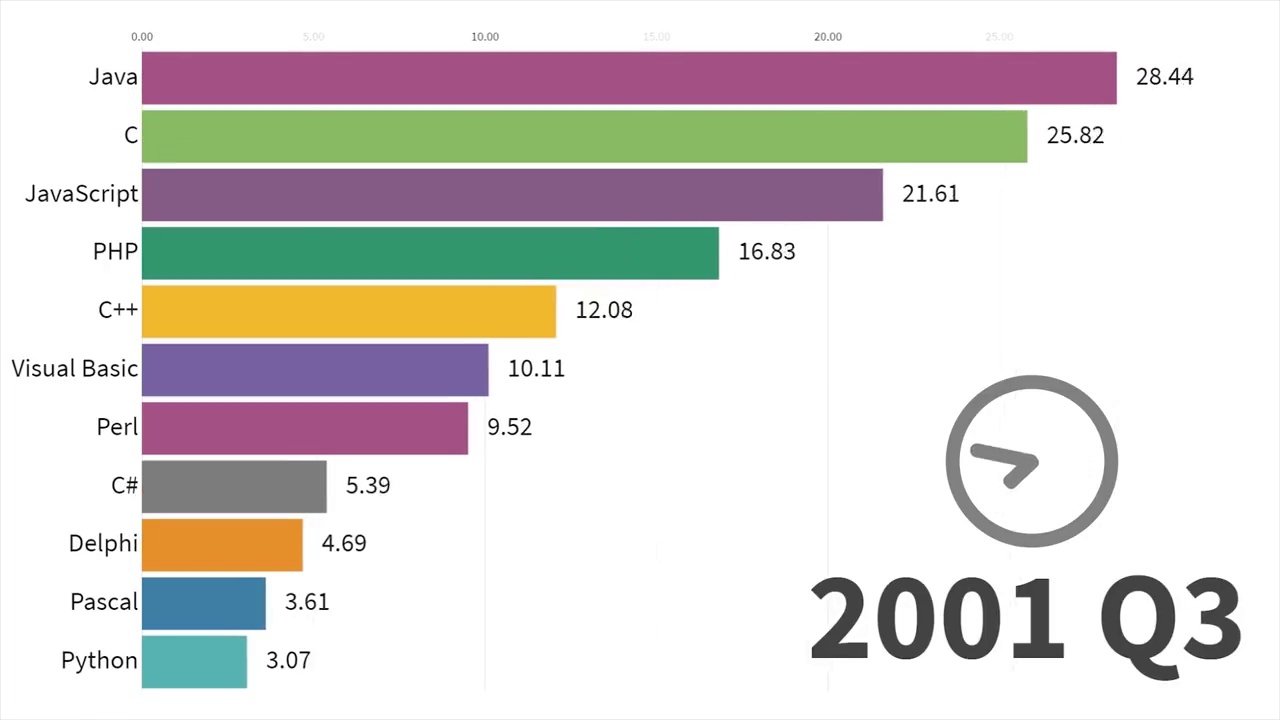 0.00 5.00 10.00 15.00 20.00 25.00
Java 28.44
C 25.82
JavaScript 21.61
PHP 16.83
C++ 12.08
Visual Basic 10.11
Perl 9.52
C# 5.39
Delphi 4.69
Pascal 3.61
Python 3.07
2001 Q3